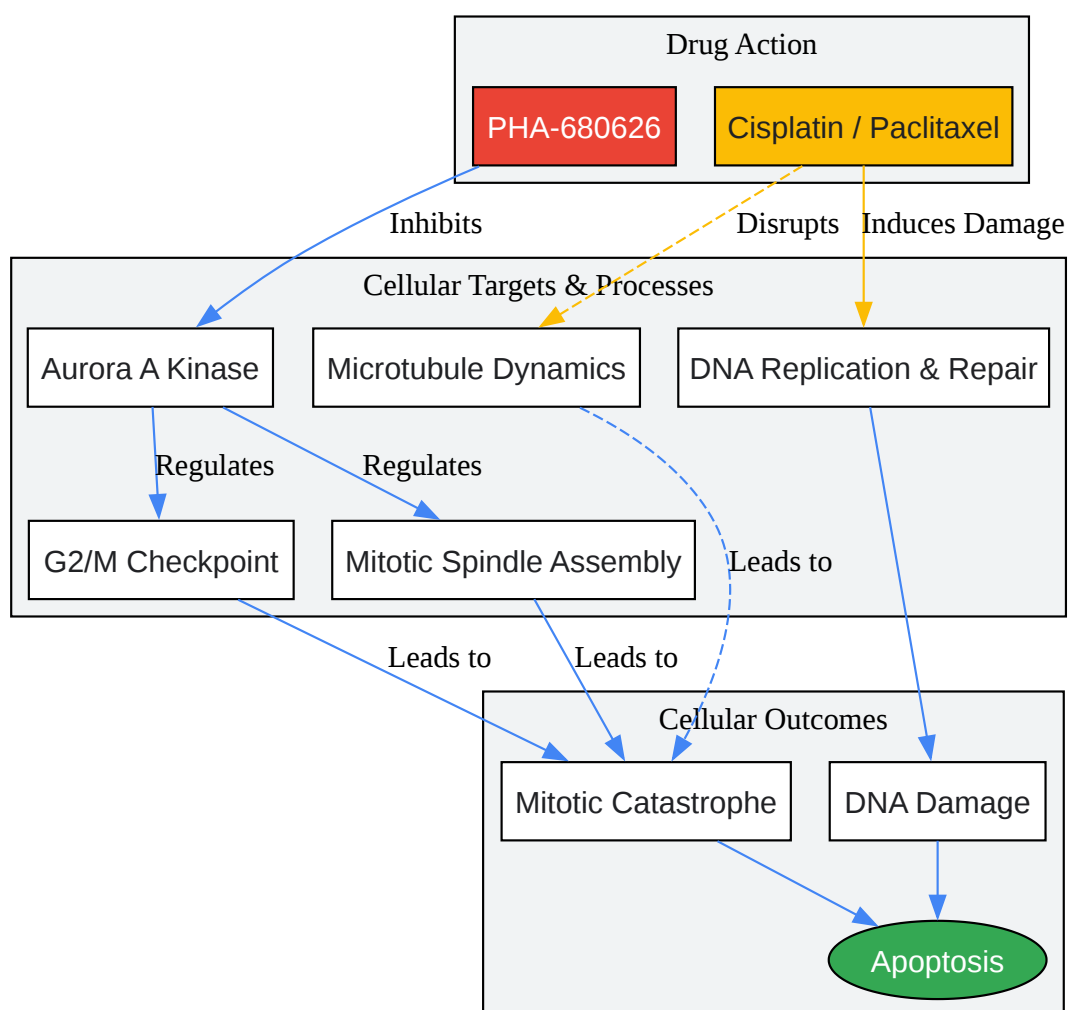 Drug Action
PHA-680626
Cisplatin / Paclitaxel
Inhibits
Disrupts
Induces Damage
Cellular Targets & Processes
Aurora A Kinase
Microtubule Dynamics
DNA Replication & Repair
Regulates
Regulates
G2/M Checkpoint
Mitotic Spindle Assembly
Leads to
Leads to
Leads to
Cellular Outcomes
Mitotic Catastrophe
DNA Damage
Apoptosis